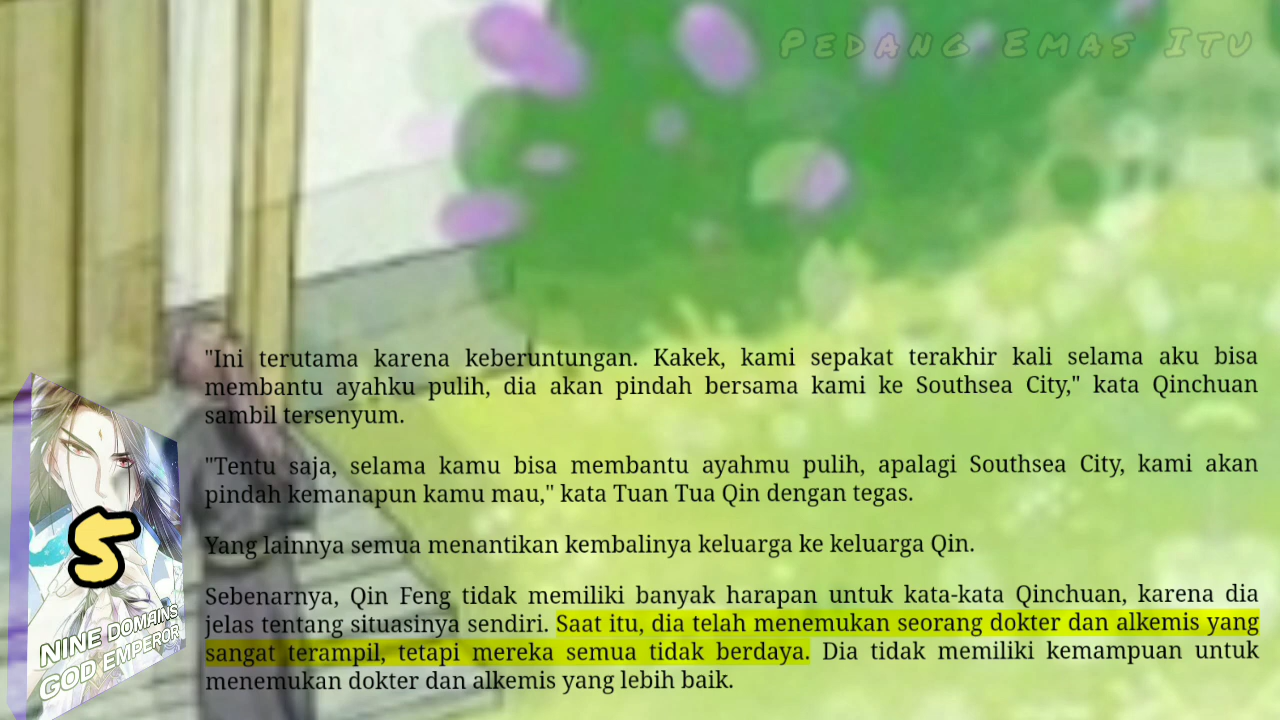 Pedang Emas Itu
"Ini terutama karena keberuntungan. Kakek, kami sepakat terakhir kali selama aku bisa
membantu ayahku pulih, dia akan pindah bersama kami ke Southsea City," kata Qinchuan
sambil tersenyum.
"Tentu saja, selama kamu bisa membantu ayahmu pulih, apalagi Southsea City, kami akan
pindah kemanapun kamu mau," kata Tuan Tua Qin dengan tegas.
Yang lainnya semua menantikan kembalinya keluarga ke keluarga Qin.
Sebenarnya, Qin Feng tidak memiliki banyak harapan untuk kata-kata Qinchuan, karena dia
jelas tentang situasinya sendiri. Saat itu, dia telah menemukan seorang dokter dan alkemis yang
sangat terampil, tetapi mereka semua tidak berdaya. Dia tidak memiliki kemampuan untuk
menemukan dokter dan alkemis yang lebih baik.
5
NINE DOMAINS
GOD EMPEROR